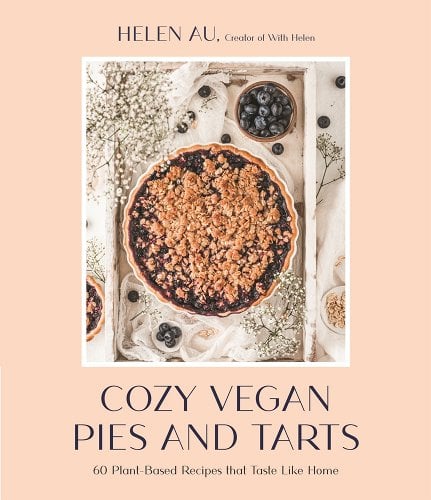 HELEN AU, Creator of With Helen
COZY VEGAN
PIES AND TARTS
60 Plant-Based Recipes that Taste Like Home